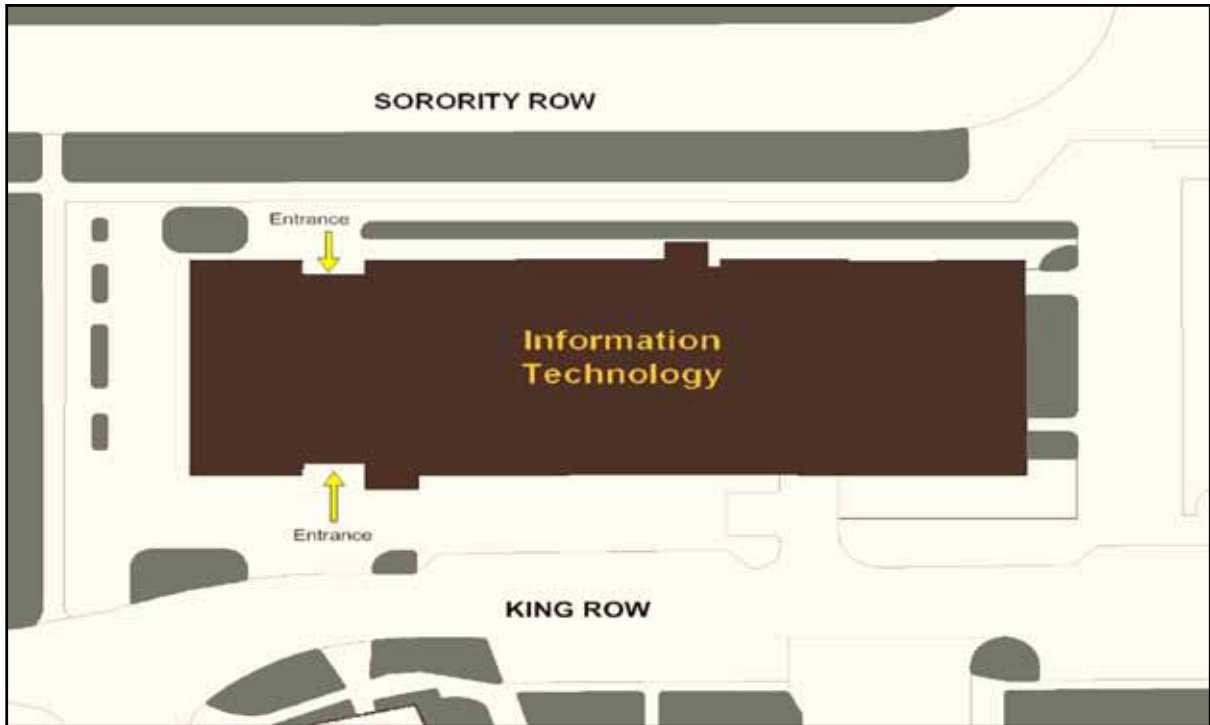 SORORITY ROW
Entrance
Information
Technology
Entrance
KING ROW